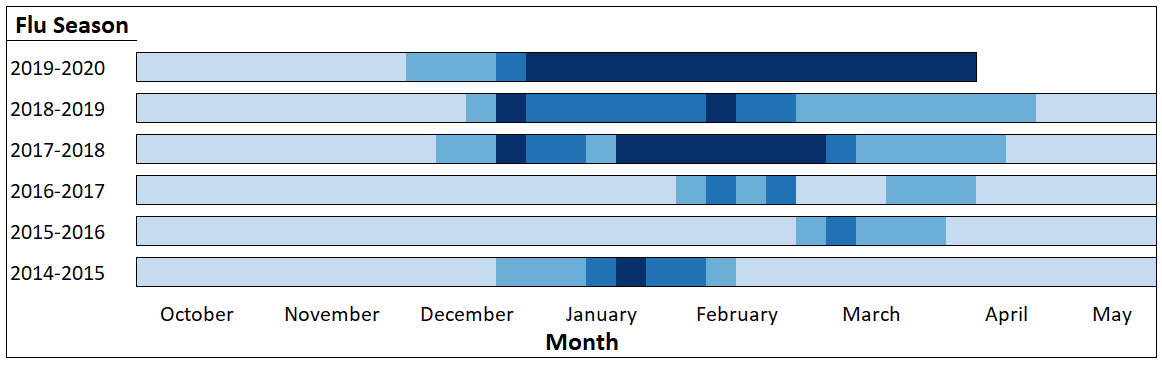 Flu Season
2019-2020
2018-2019
2017-2018
2016-2017
2015-2016
2014-2015
October November December January February March April May
Month